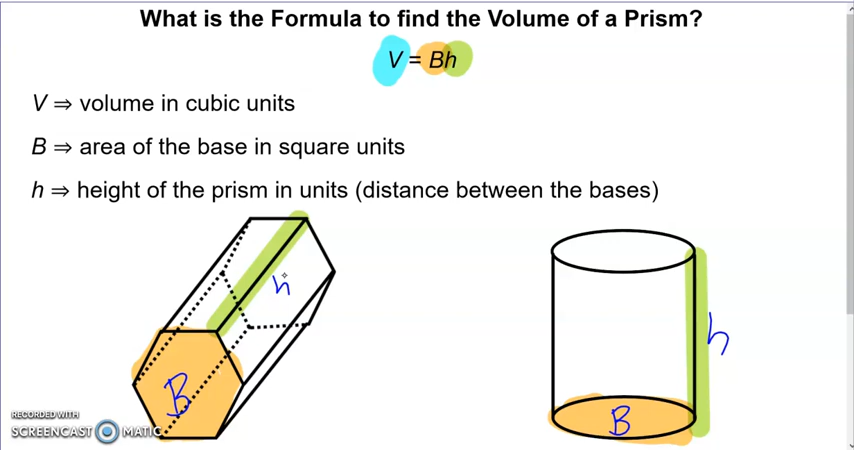 What is the Formula to find the Volume of a Prism?
V = Bh
V ⇒ volume in cubic units
B ⇒ area of the base in square units
h ⇒ height of the prism in units (distance between the bases)
h
h
B
B
RECORDED WITH
SCREENCAST MATIC